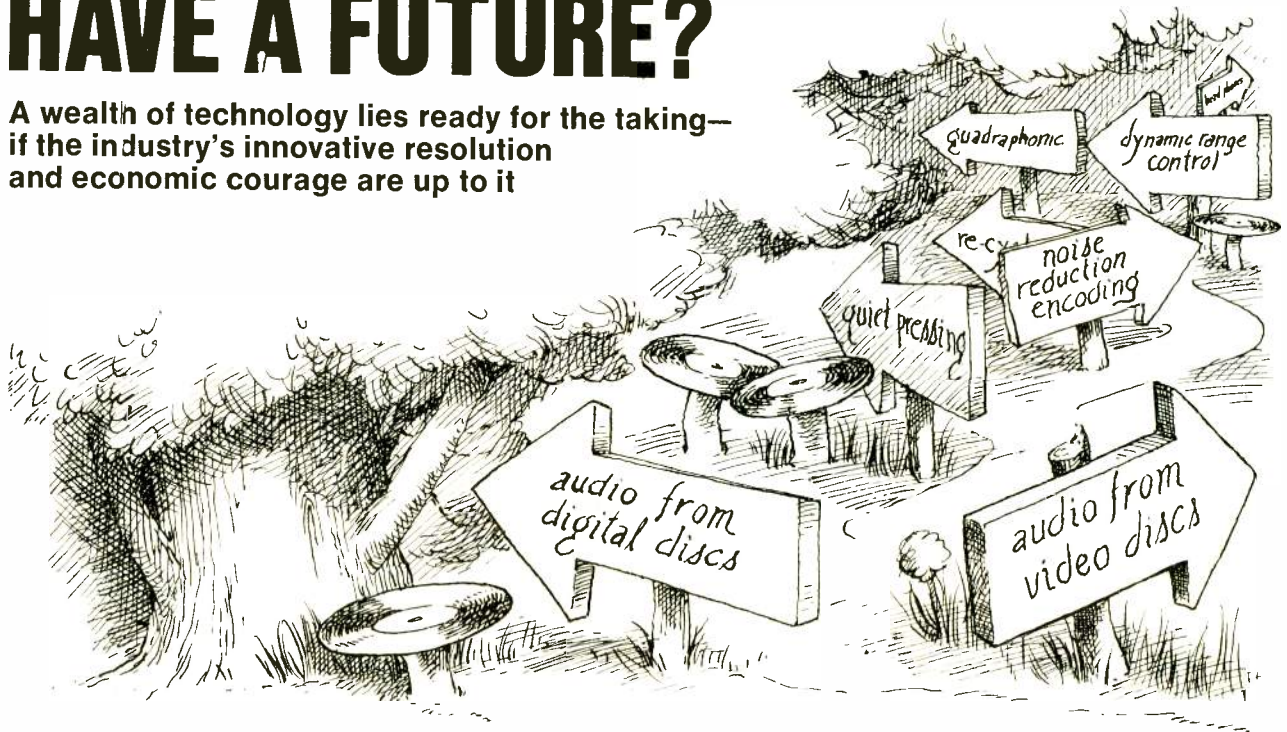 HAVE A FUTURE?
A wealth of technology lies ready for the taking—
if the industry's innovative resolution
and economic courage are up to it
quadraphonic
dynamic range
control
noise
reduction
encoding
quiet pressing
audio from
digital discs
audio from
video discs